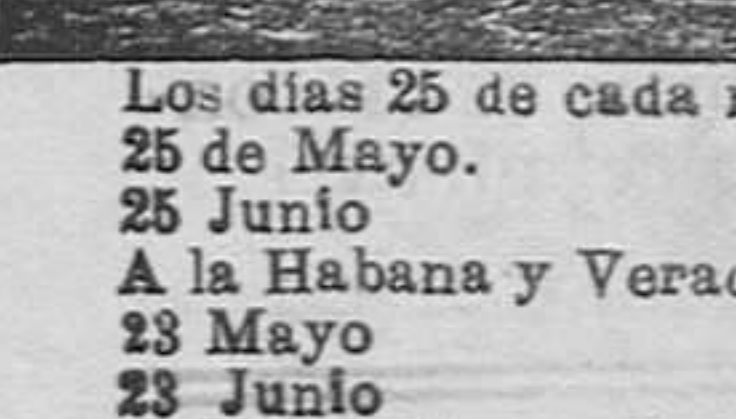 Los días 25 de cada
25 de Mayo.
25 Junio
A la Habana y
23 Mayo
23 Junio